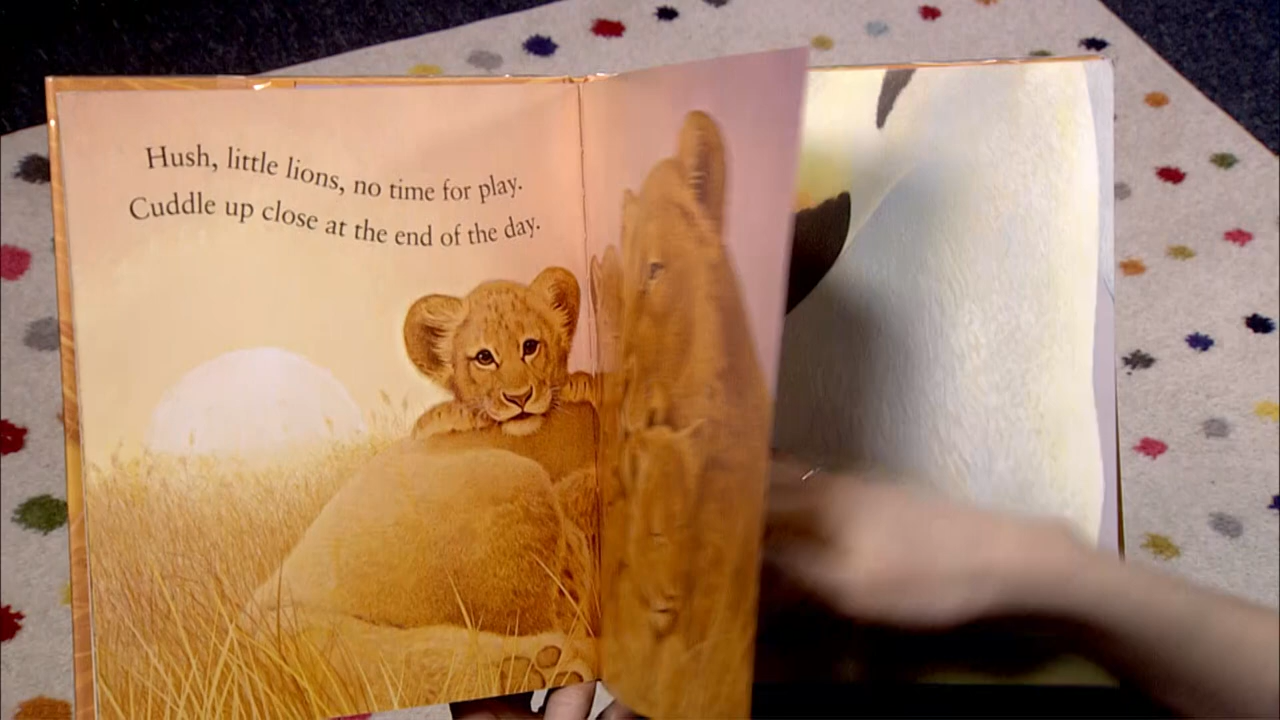 Hush, little lions, no time for play.
Cuddle up close at the end of the day.